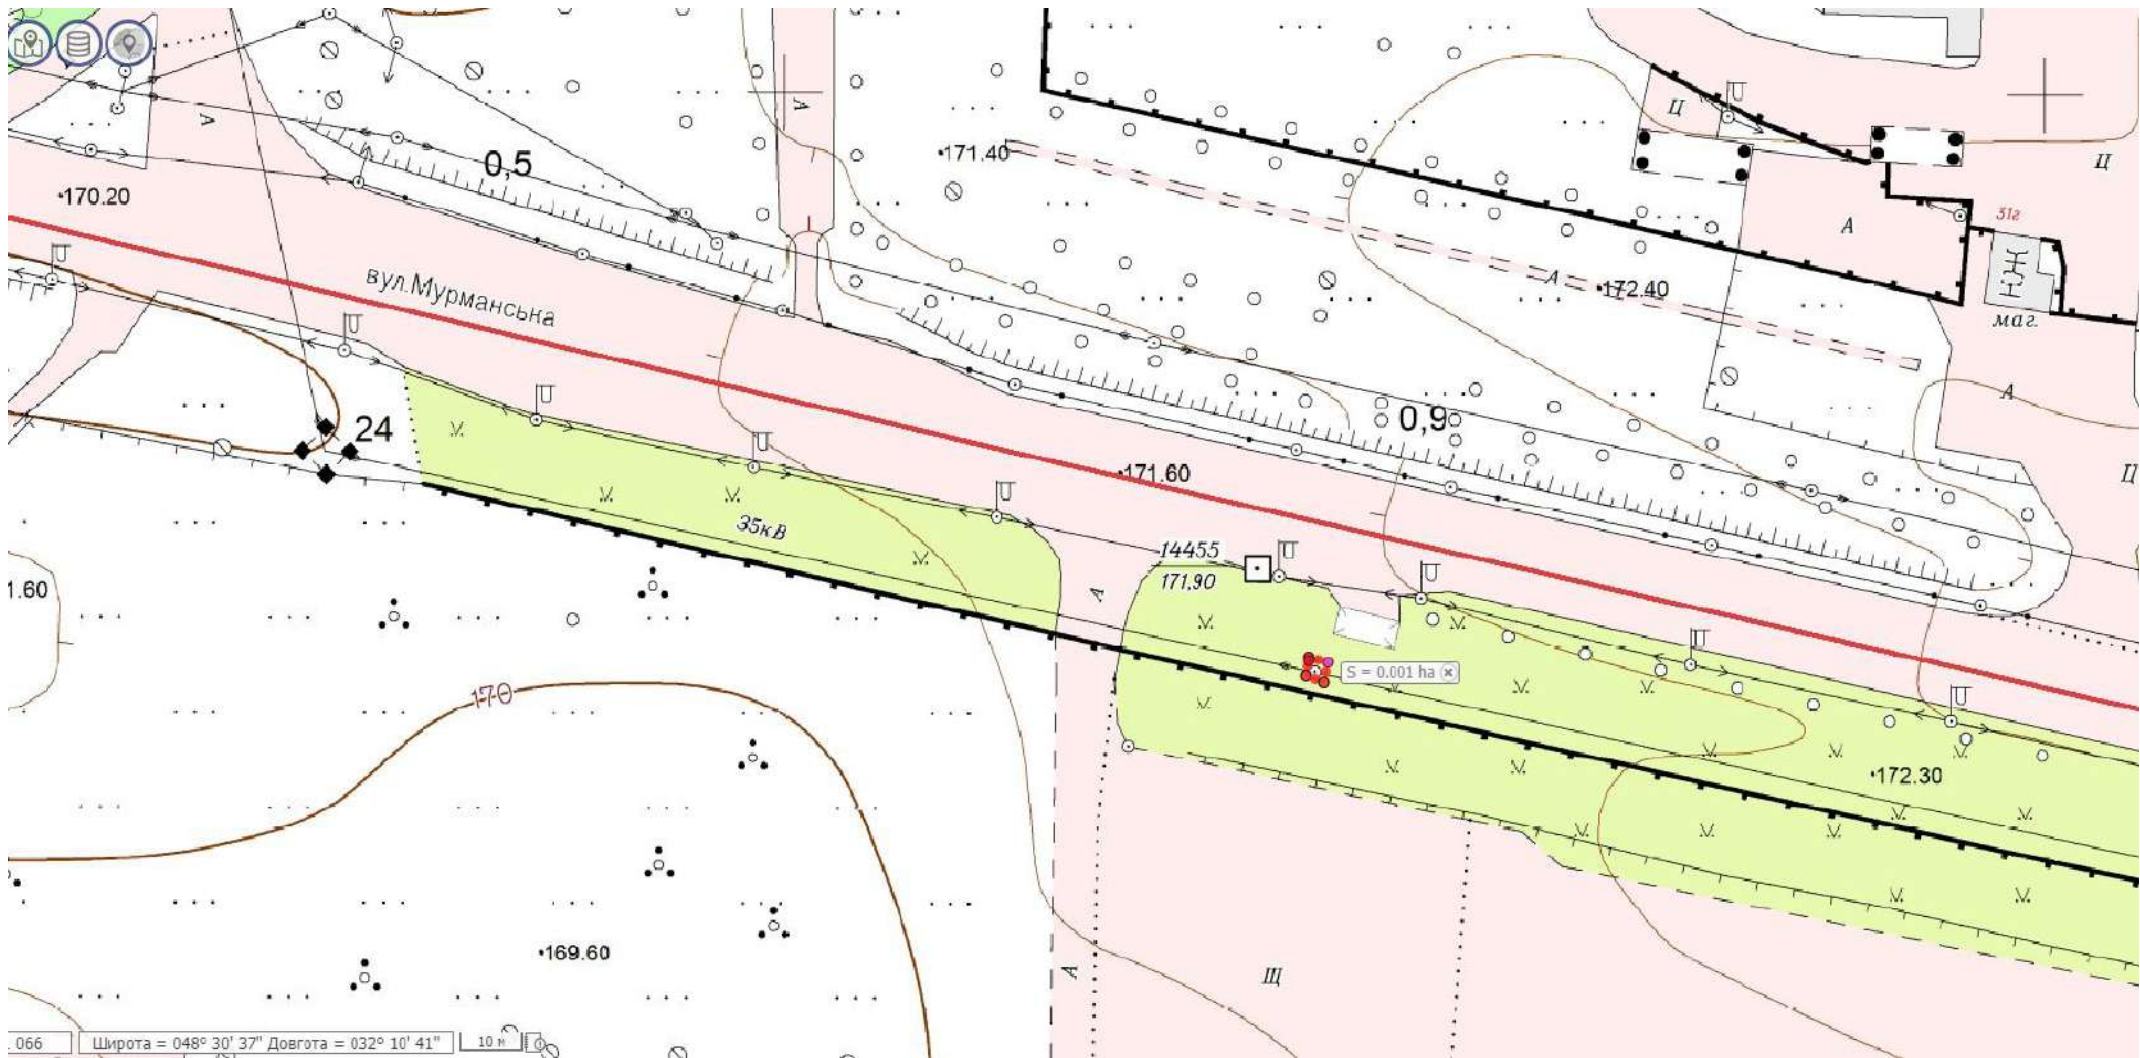 А
А
Ц
0,5
•171.40
Ц
•170.20
31г
А
вул.Мурманська
А
•172.40
КЖ
маг.
А
24
0,9
171.60
Ц
35кВ
14455
171,90
1.60
А
S = 0.001 ha
170
172.30
•169.60
А
Щ
066
Широта = 048° 30' 37" Довгота = 032° 10' 41"
10 м